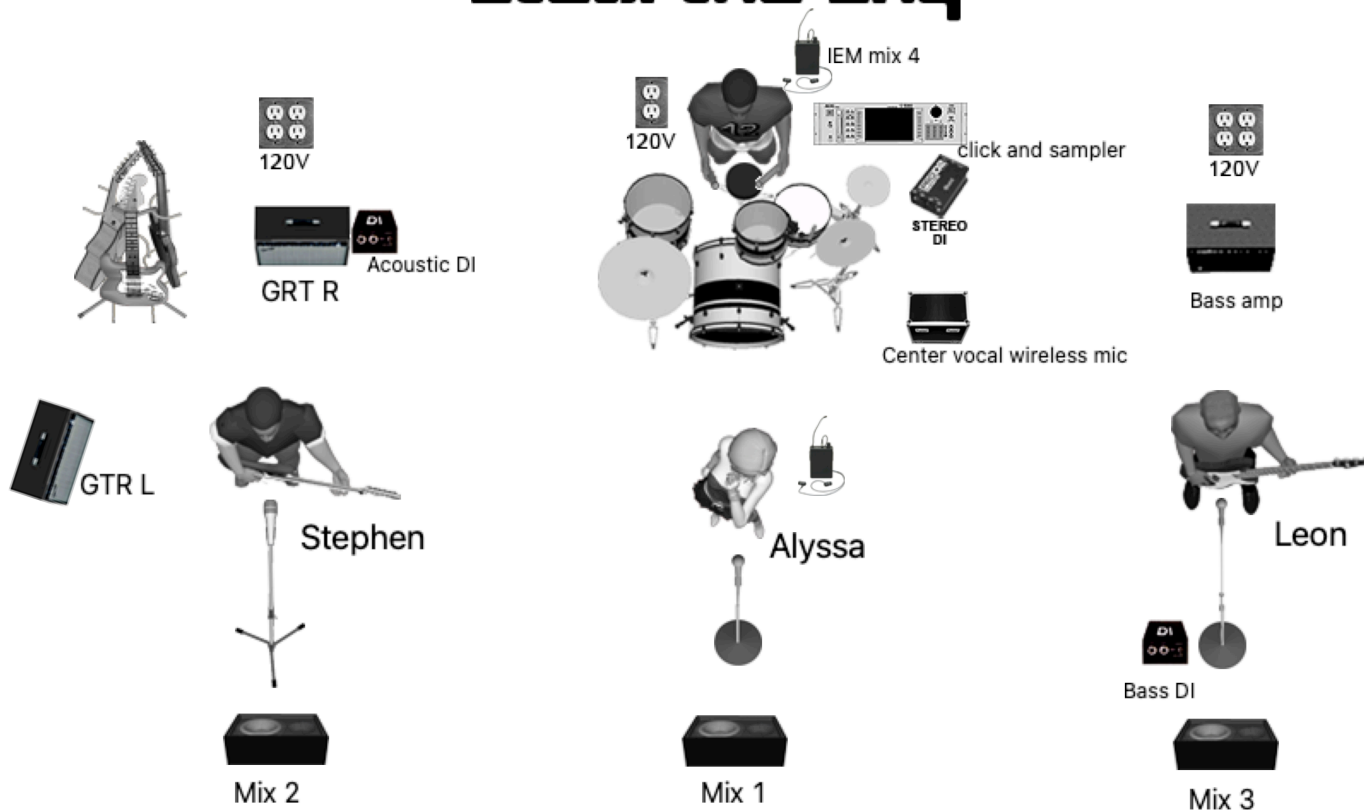 IEM mix 4
120V
120V
click and sampler
120V
STEREO
DI
DI
Acoustic DI
GRT R
Bass amp
Center vocal wireless mic
GTR L
Stephen
Alyssa
Leon
DI
Bass DI
Mix 2
Mix 1
Mix 3